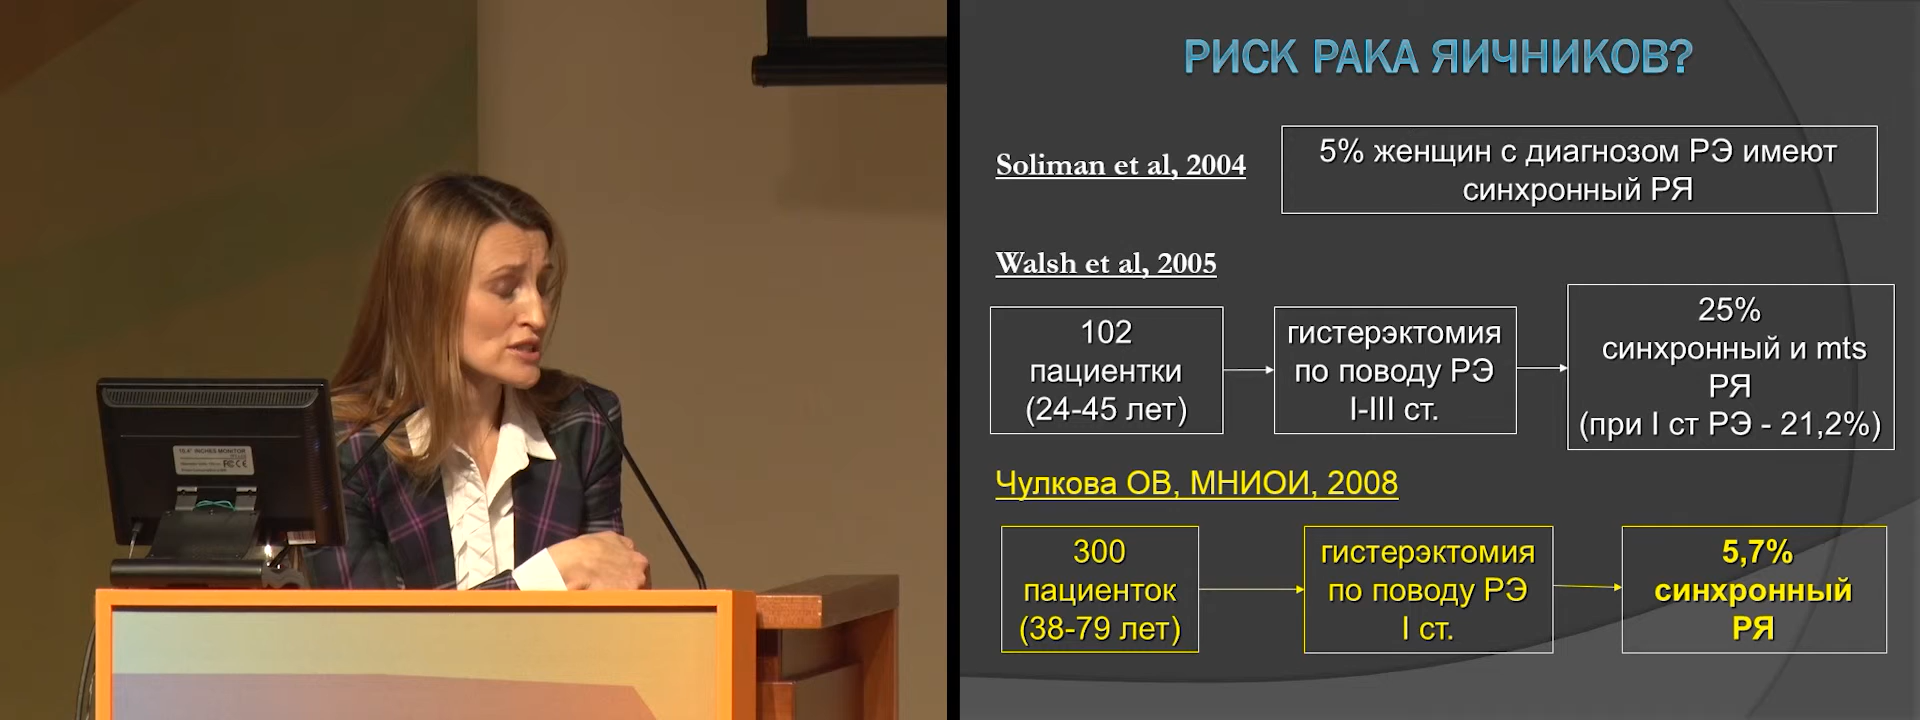 РИСК РАКА ЯИЧНИКОВ?
Soliman et al, 2004
5% женщин с диагнозом РЭ имеют
синхронный РЯ
Walsh et al, 2005
102
пациентки
(24-45 лет)
гистерэктомия
по поводу РЭ
I-III ст.
25%
синхронный и mts
РЯ
(при I ст РЭ - 21,2%)
Чулкова ОВ, МНИОИ, 2008
300
пациенток
(38-79 лет)
гистерэктомия
по поводу РЭ
I ст.
5,7%
синхронный
РЯ